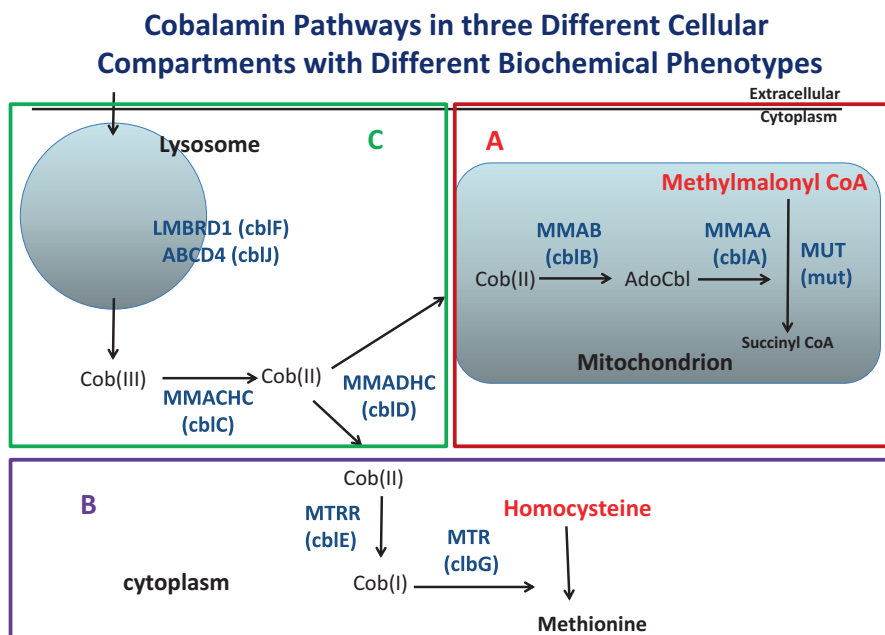 Cobalamin Pathways in three Different Cellular
Compartments with Different Biochemical Phenotypes
Extracellular
Cytoplasm
Lysosome
C
LMBRD1 (cblF)
ABCD4 (cblJ)
Cob(III)
MMACHC
(cblC)
Cob(II)
MMADHC
(cblD)
A
Methylmalonyl CoA
MMAB
(cblB)
MMAA
(cblA)
MUT
(mut)
Cob(II)
AdoCbl
Succinyl CoA
Mitochondrion
B
Cob(II)
MTRR
(cblE)
Homocysteine
MTR
(clbG)
cytoplasm
Cob(I)
Methionine